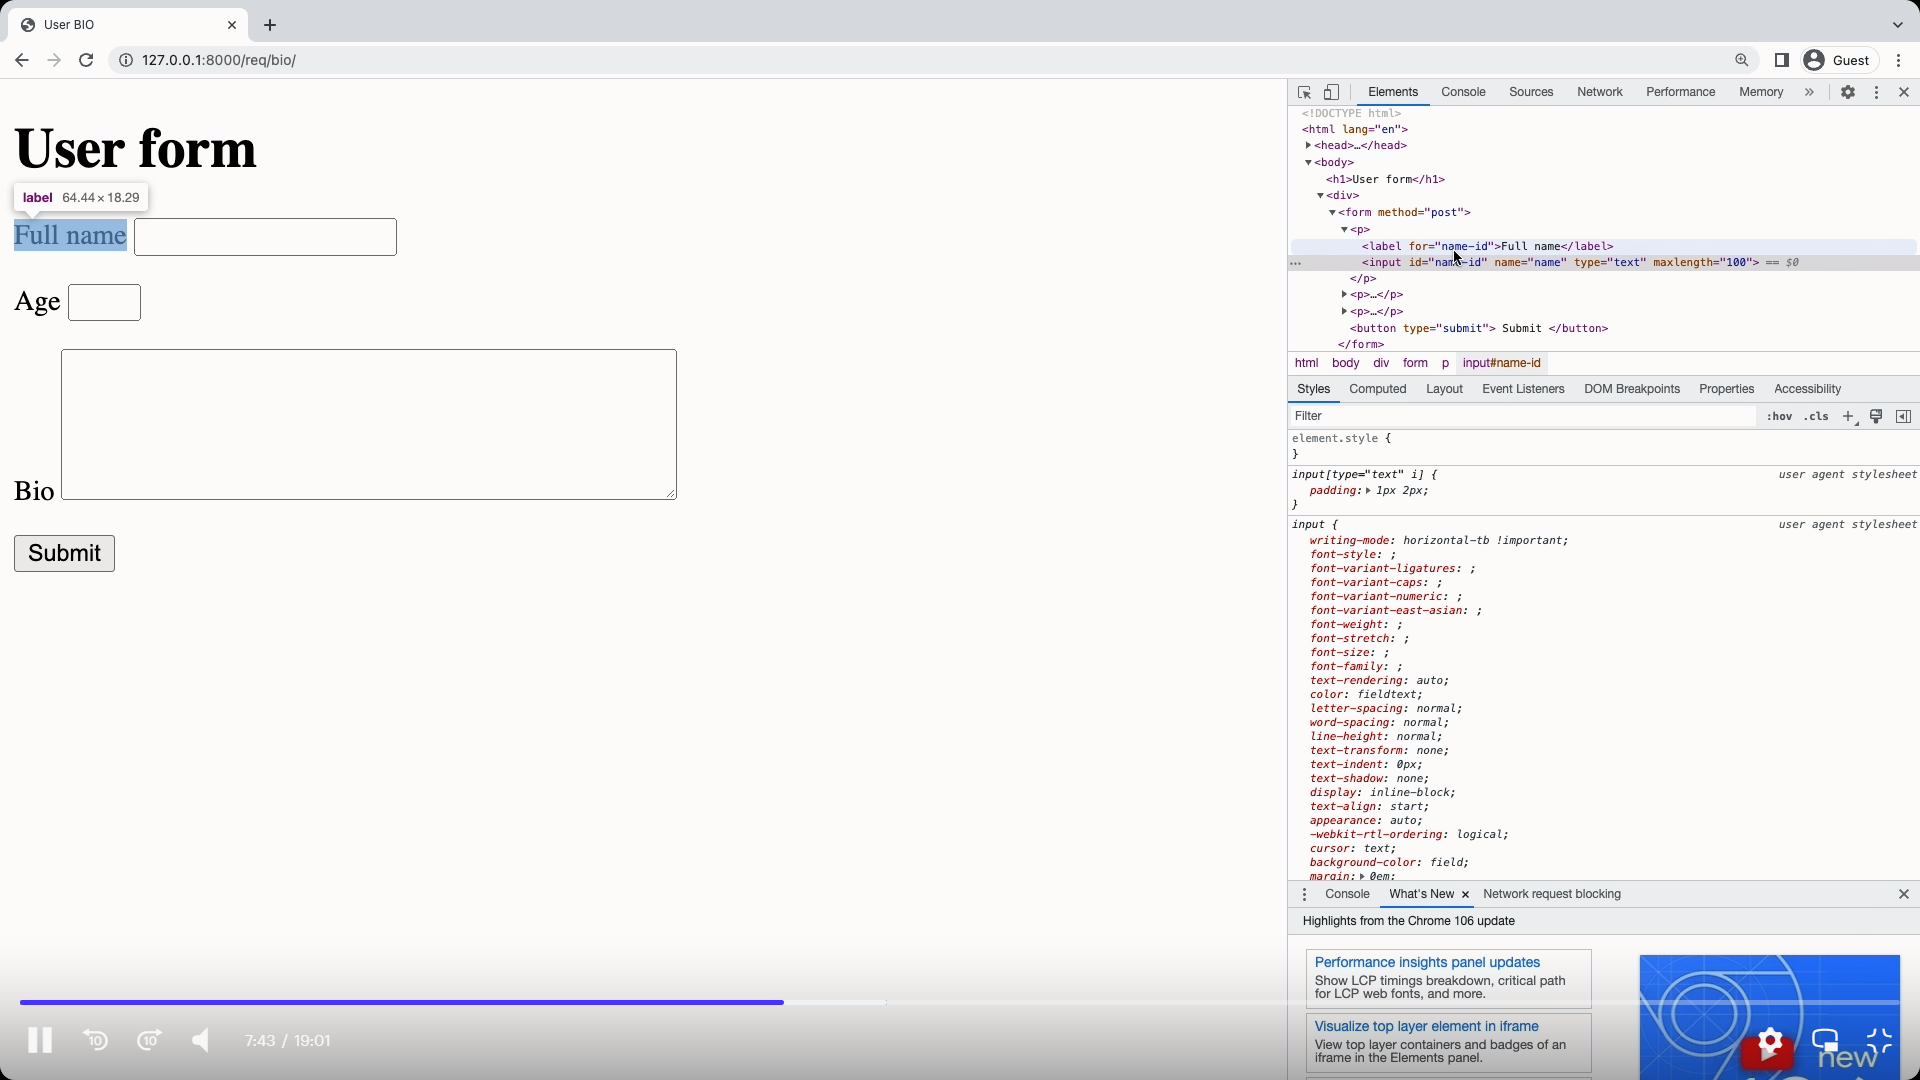 User BIO
127.0.0.1:8000/req/bio/
Guest
User form
label 64.44 × 18.29
Full name
Age
Bio
Submit
Elements Console Sources Network Performance Memory
<!DOCTYPE html>
<html lang="en">
<head>…</head>
<body>
<h1>User form</h1>
<div>
<form method="post">
<p>
<label for="name-id">Full name</label>
<input id="name-id" name="name" type="text" maxlength="100"> == $0
</p>
<p>…</p>
<p>…</p>
<button type="submit"> Submit </button>
</form>
html body div form p input#name-id
Styles Computed Layout Event Listeners DOM Breakpoints Properties Accessibility
Filter :hov .cls
element.style {
}
input[type="text" i] { user agent stylesheet
padding: 1px 2px;
}
input { user agent stylesheet
writing-mode: horizontal-tb !important;
font-style: ;
font-variant-ligatures: ;
font-variant-caps: ;
font-variant-numeric: ;
font-variant-east-asian: ;
font-weight: ;
font-stretch: ;
font-size: ;
font-family: ;
text-rendering: auto;
color: fieldtext;
letter-spacing: normal;
word-spacing: normal;
line-height: normal;
text-transform: none;
text-indent: 0px;
text-shadow: none;
display: inline-block;
text-align: start;
appearance: auto;
-webkit-rtl-ordering: logical;
cursor: text;
background-color: field;
margin: 0em;
Console What's New Network request blocking
Highlights from the Chrome 106 update
Performance insights panel updates
Show LCP timings breakdown, critical path
for LCP web fonts, and more.
Visualize top layer element in iframe
View top layer containers and badges of an
iframe in the Elements panel.
new
10 10 7:43 / 19:01